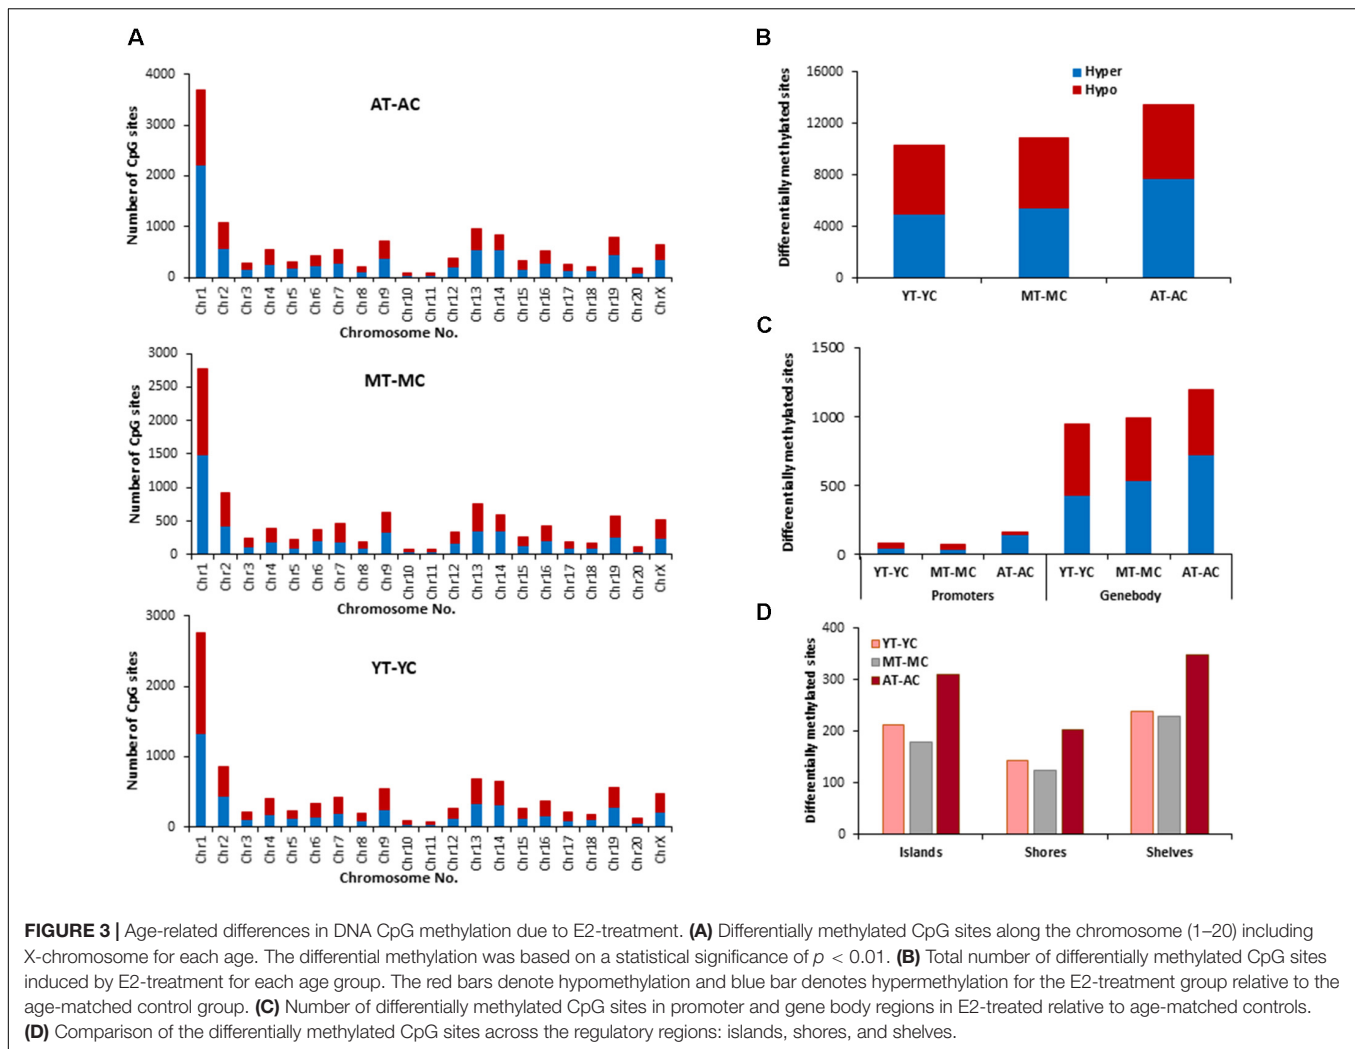 A
4000
3000
2000
1000
0
Number of CpG sites
AT-AC
Chr1 Chr2 Chr3 Chr4 Chr5 Chr6 Chr7 Chr8 Chr9 Chr10 Chr11 Chr12 Chr13 Chr14 Chr15 Chr16 Chr17 Chr18 Chr19 Chr20 ChrX
Chromosome No.
3000
2500
2000
1500
1000
500
0
Number of CpG sites
MT-MC
Chr1 Chr2 Chr3 Chr4 Chr5 Chr6 Chr7 Chr8 Chr9 Chr10 Chr11 Chr12 Chr13 Chr14 Chr15 Chr16 Chr17 Chr18 Chr19 Chr20 ChrX
Chromosome No.
3000
2000
1000
0
Number of CpG sites
YT-YC
Chr1 Chr2 Chr3 Chr4 Chr5 Chr6 Chr7 Chr8 Chr9 Chr10 Chr11 Chr12 Chr13 Chr14 Chr15 Chr16 Chr17 Chr18 Chr19 Chr20 ChrX
Chromosome No.
B
16000
12000
8000
4000
0
Differentially methylated sites
Hyper
Hypo
YT-YC MT-MC AT-AC
C
1500
1000
500
0
Differentially methylated sites
YT-YC MT-MC AT-AC YT-YC MT-MC AT-AC
Promoters Genebody
D
400
300
200
100
0
Differentially methylated sites
YT-YC
MT-MC
AT-AC
Islands Shores Shelves
FIGURE 3 | Age-related differences in DNA CpG methylation due to E2-treatment. (A) Differentially methylated CpG sites along the chromosome (1–20) including
X-chromosome for each age. The differential methylation was based on a statistical significance of p < 0.01. (B) Total number of differentially methylated CpG sites
induced by E2-treatment for each age group. The red bars denote hypomethylation and blue bar denotes hypermethylation for the E2-treatment group relative to the
age-matched control group. (C) Number of differentially methylated CpG sites in promoter and gene body regions in E2-treated relative to age-matched controls.
(D) Comparison of the differentially methylated CpG sites across the regulatory regions: islands, shores, and shelves.